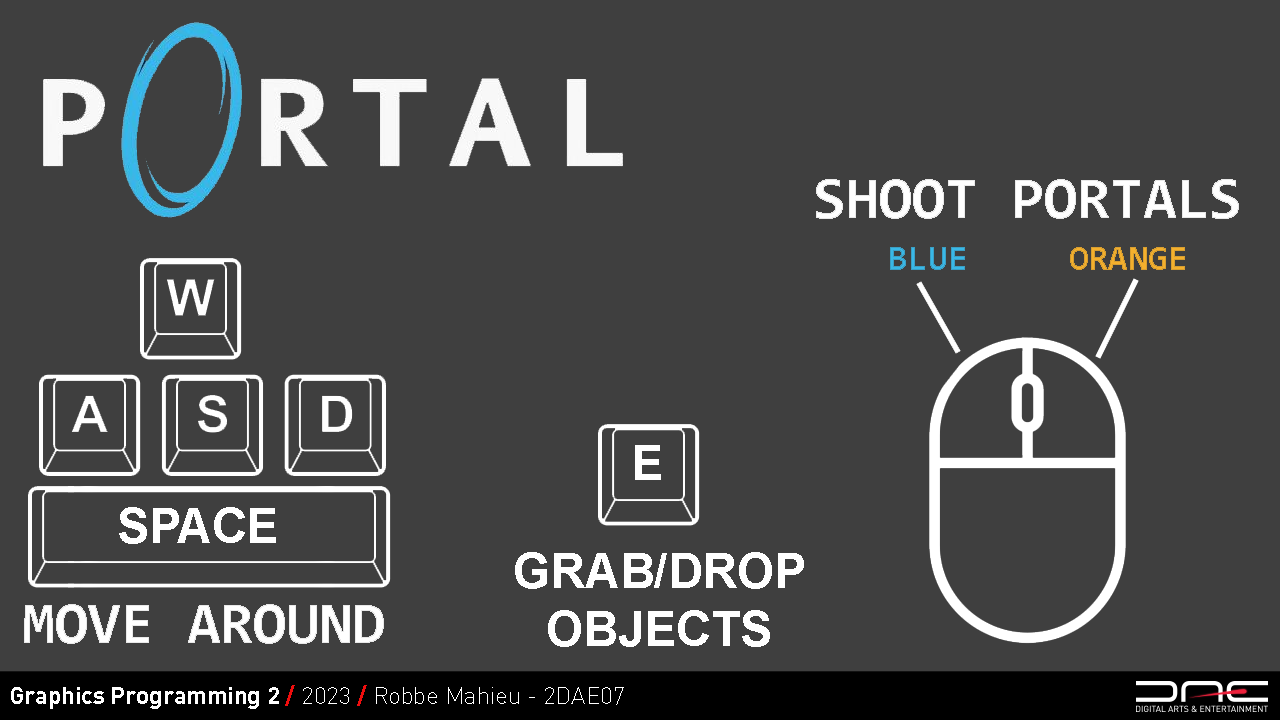 PORTAL
SHOOT PORTALS
BLUE ORANGE
W
A S D
SPACE
MOVE AROUND
E
GRAB/DROP
OBJECTS
Graphics Programming 2 / 2023 / Robbe Mahieu - 2DAE07
DAE
DIGITAL ARTS & ENTERTAINMENT